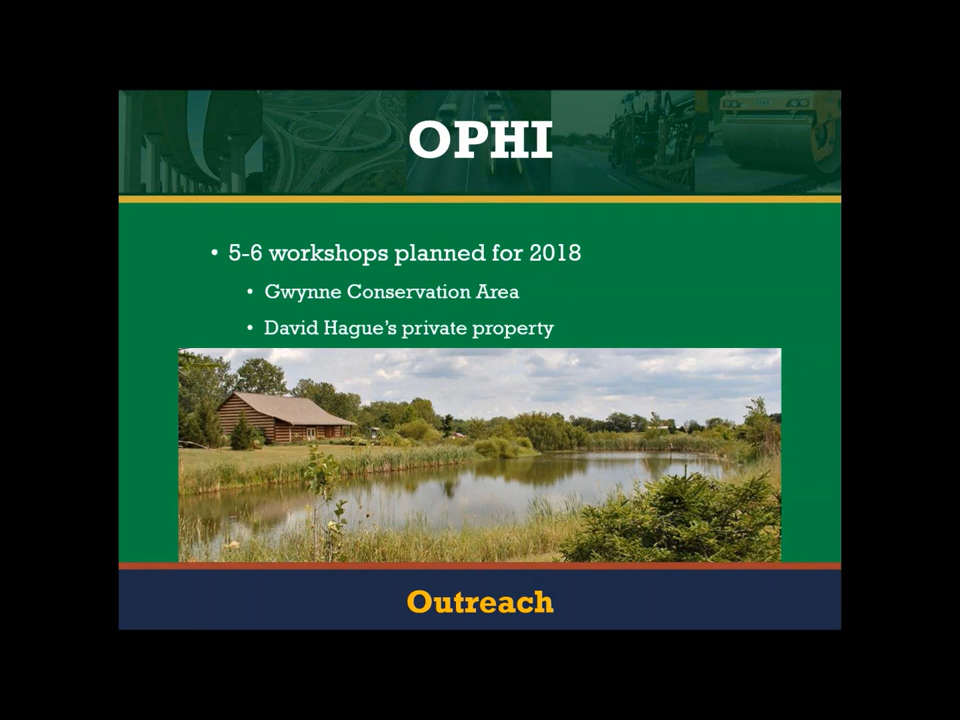 OPHI
• 5-6 workshops planned for 2018
• Gwynne Conservation Area
• David Hague's private property
Outreach